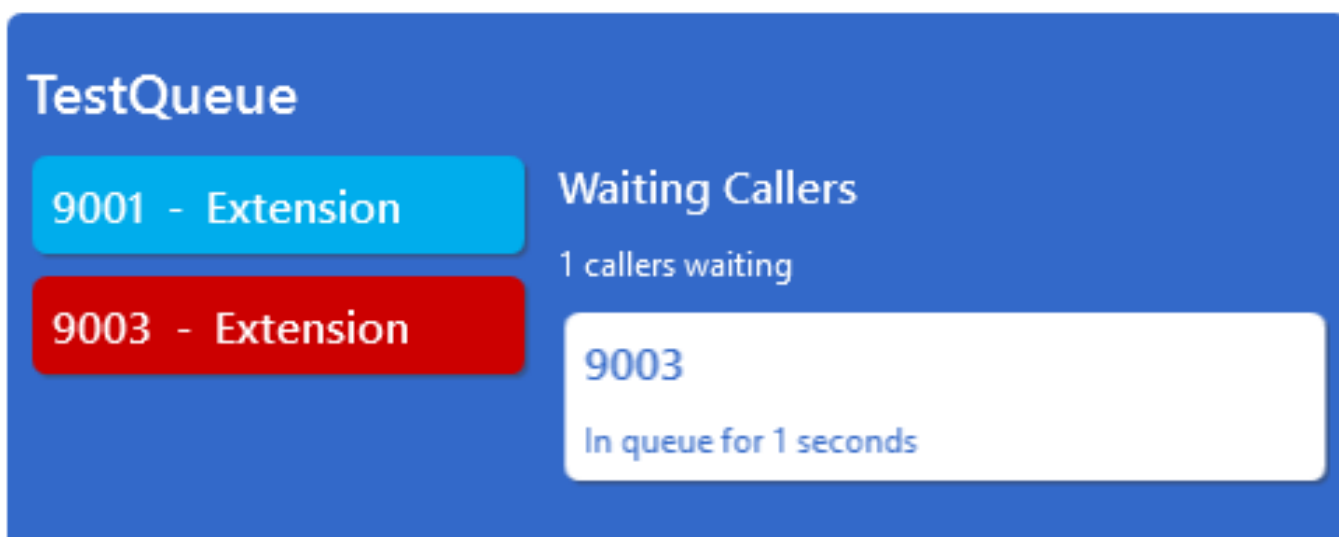 TestQueue
9001 - Extension
9003 - Extension
Waiting Callers
1 callers waiting
9003
In queue for 1 seconds